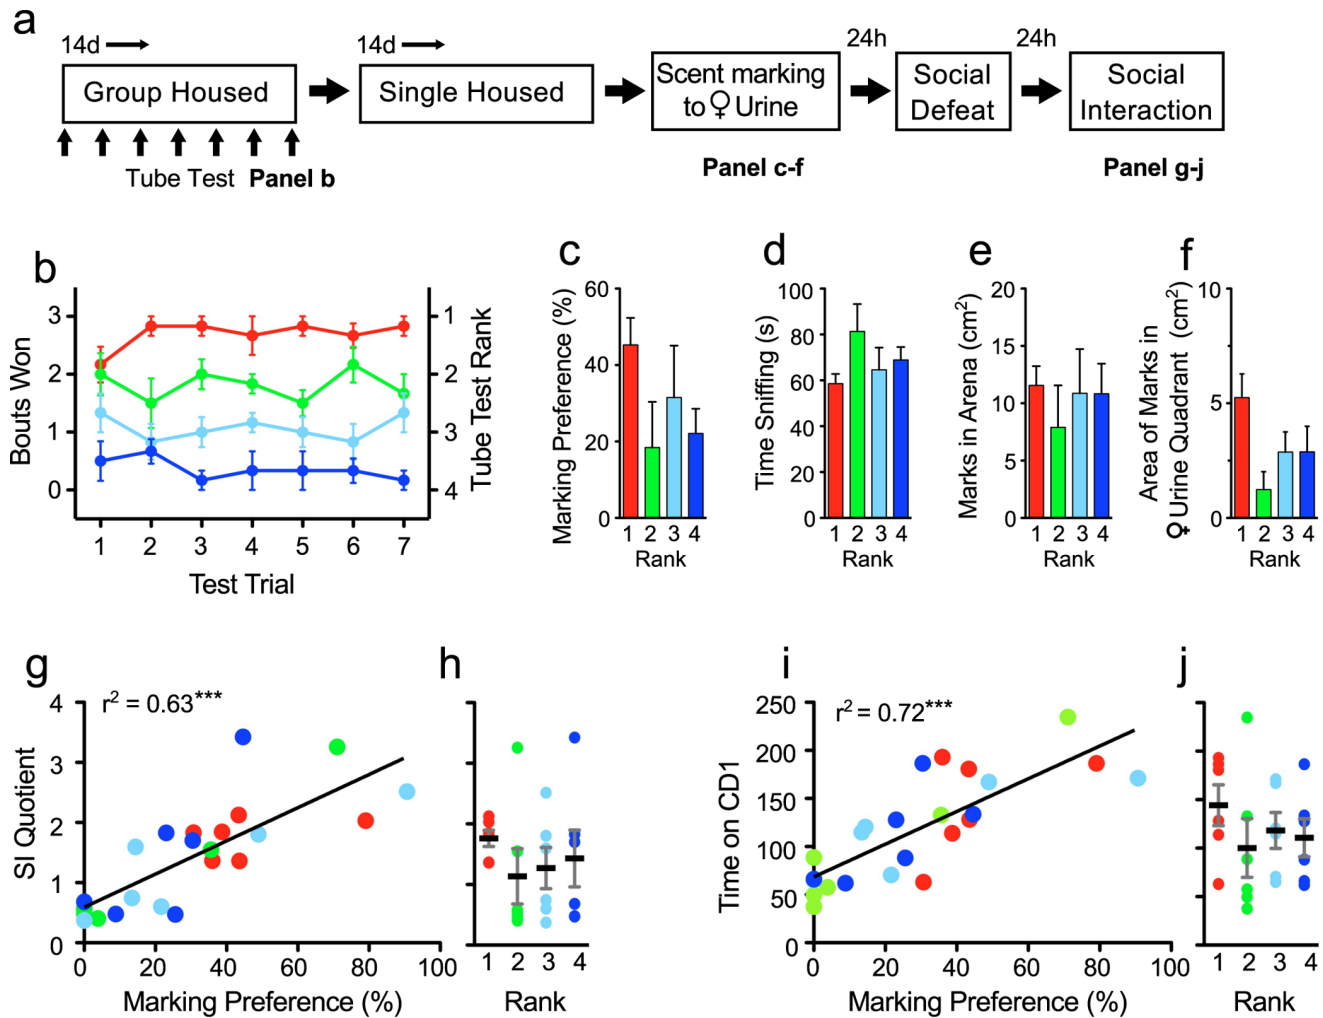 a
14d
14d
24h
24h
Group Housed
Single Housed
Scent marking
to ♀ Urine
Social
Defeat
Social
Interaction
Tube Test Panel b
Panel c-f
Panel g-j
b
Bouts Won
3
2
1
0
1
2
3
4
Tube Test Rank
1 2 3 4 5 6 7
Test Trial
c
Marking Preference (%)
60
40
20
0
1 2 3 4
Rank
d
Time Sniffing (s)
100
80
60
40
20
0
1 2 3 4
Rank
e
Marks in Arena (cm²)
20
15
10
5
0
1 2 3 4
Rank
f
Area of Marks in
♀ Urine Quadrant (cm²)
10
5
0
1 2 3 4
Rank
g
r² = 0.63***
SI Quotient
4
3
2
1
0
0 20 40 60 80 100
Marking Preference (%)
h
1 2 3 4
Rank
i
r² = 0.72***
Time on CD1
250
200
150
100
50
0
0 20 40 60 80 100
Marking Preference (%)
j
1 2 3 4
Rank